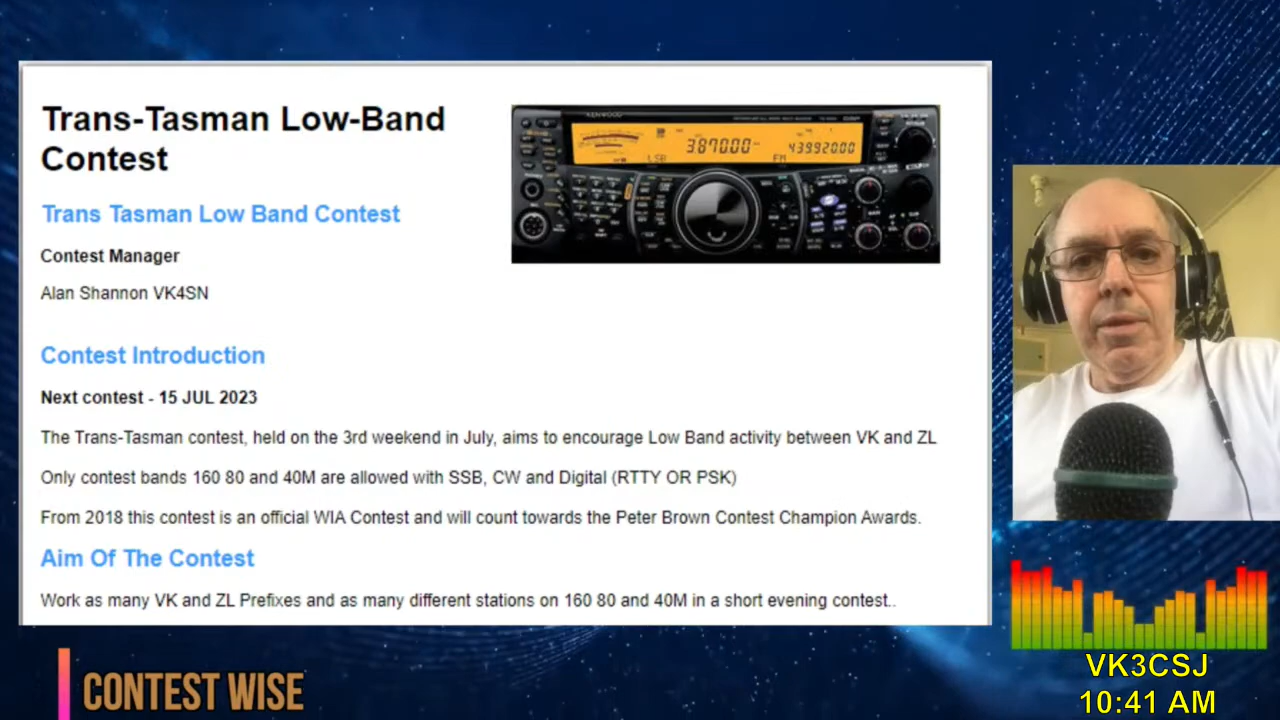 Trans-Tasman Low-Band
Contest
Trans Tasman Low Band Contest
Contest Manager
Alan Shannon VK4SN
KENWOOD
387000
439.920.00
LSB
FM
Contest Introduction
Next contest - 15 JUL 2023
The Trans-Tasman contest, held on the 3rd weekend in July, aims to encourage Low Band activity between VK and ZL
Only contest bands 160 80 and 40M are allowed with SSB, CW and Digital (RTTY OR PSK)
From 2018 this contest is an official WIA Contest and will count towards the Peter Brown Contest Champion Awards.
Aim Of The Contest
Work as many VK and ZL Prefixes and as many different stations on 160 80 and 40M in a short evening contest..
CONTEST WISE
VK3CSJ
10:41 AM